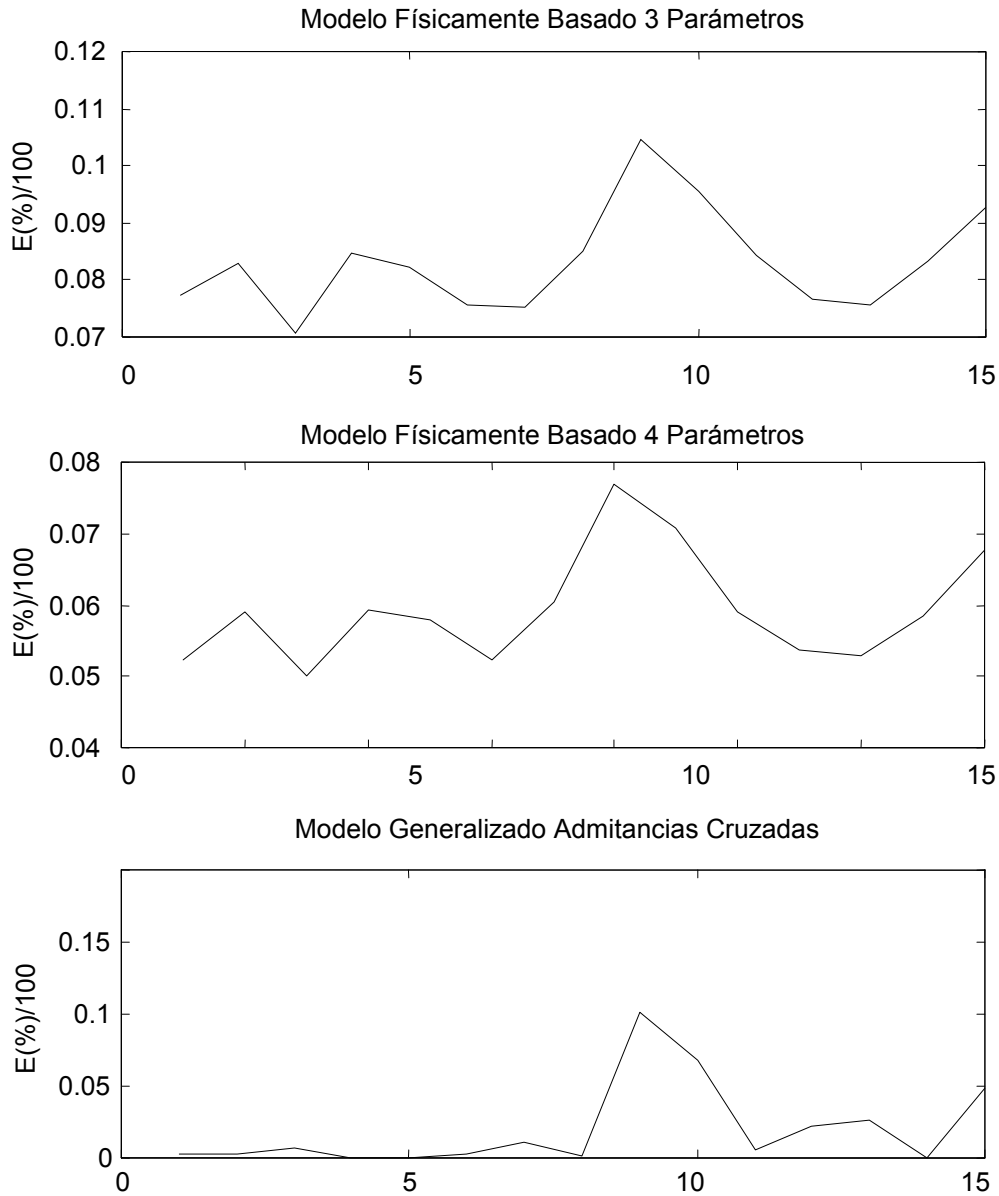 Modelo Físicamente Basado 3 Parámetros
0.12
0.11
0.1
0.09
0.08
0.07
E(%)/100
0 5 10 15
Modelo Físicamente Basado 4 Parámetros
0.08
0.07
0.06
0.05
0.04
E(%)/100
0 5 10 15
Modelo Generalizado Admitancias Cruzadas
0.15
0.1
0.05
0
E(%)/100
0 5 10 15